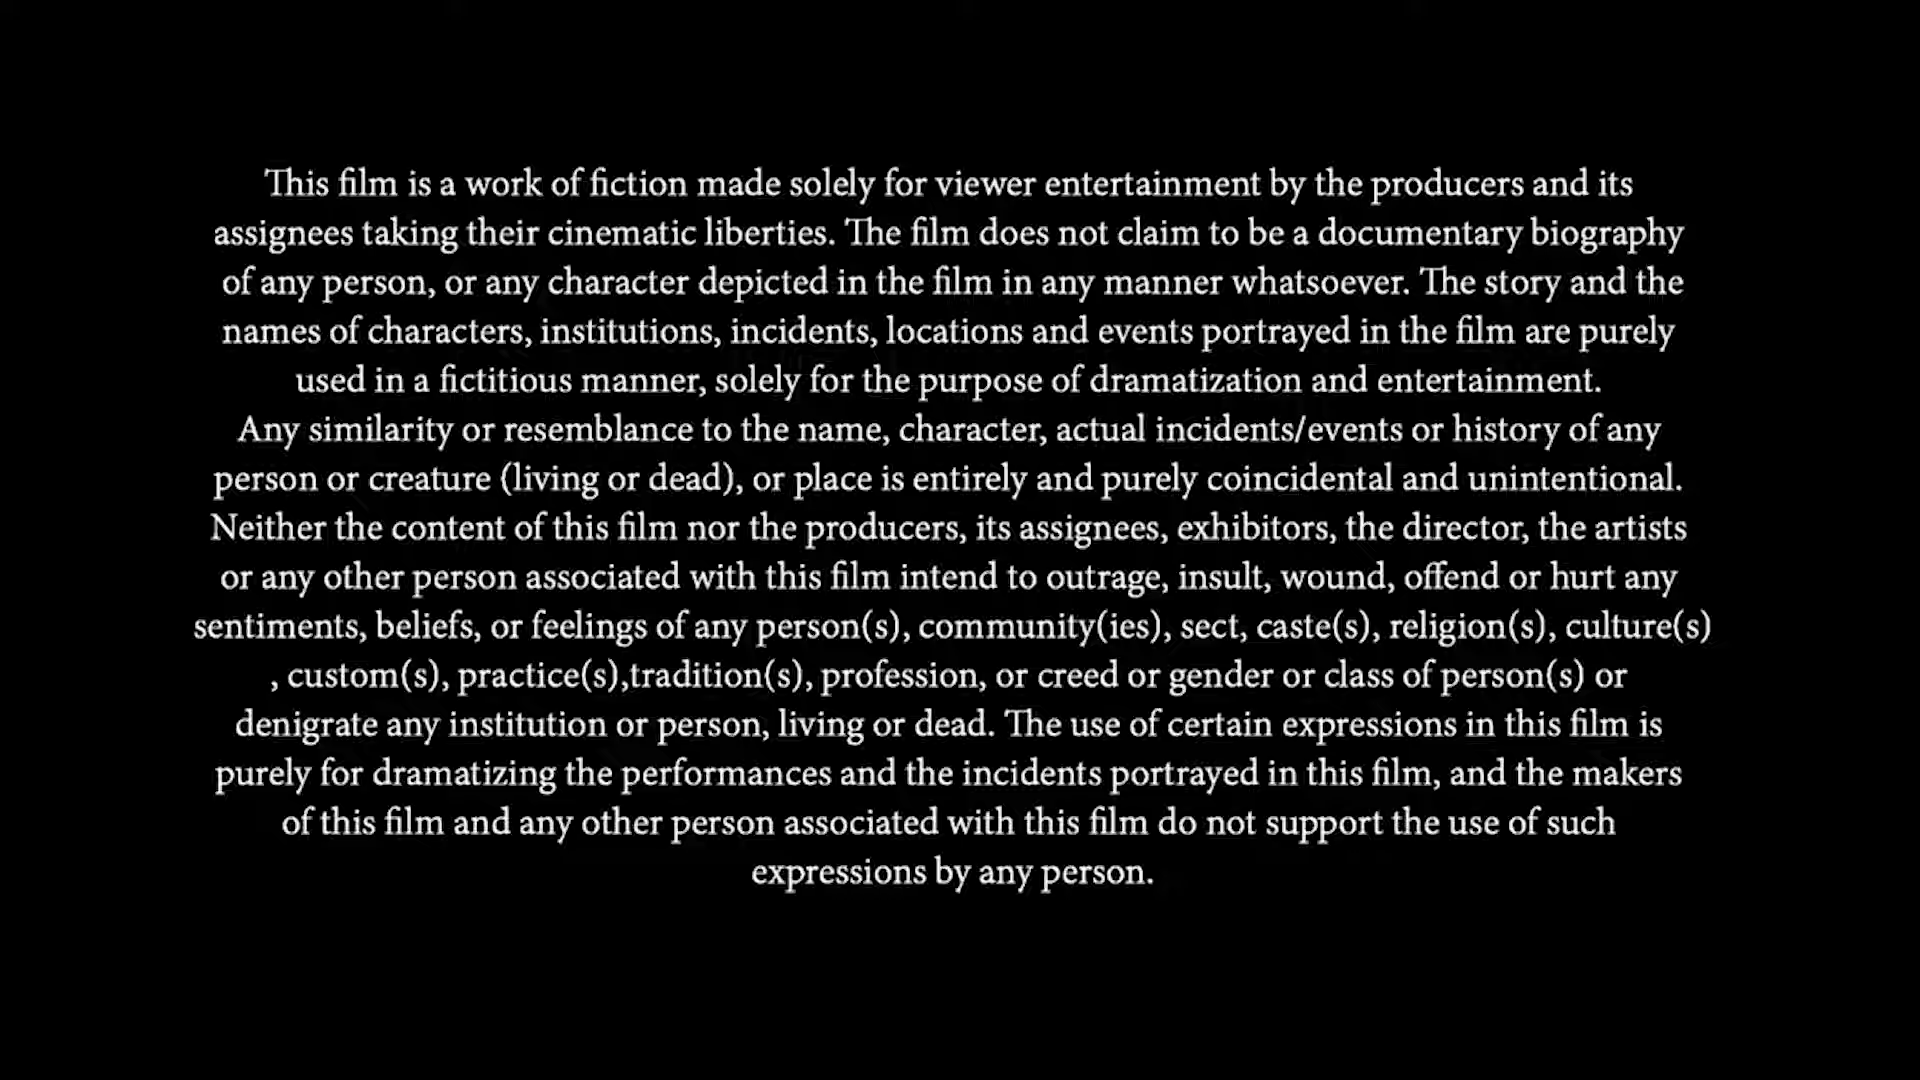 This film is a work of fiction made solely for viewer entertainment by the producers and its
assignees taking their cinematic liberties. The film does not claim to be a documentary biography
of any person, or any character depicted in the film in any manner whatsoever. The story and the
names of characters, institutions, incidents, locations and events portrayed in the film are purely
used in a fictitious manner, solely for the purpose of dramatization and entertainment.
Any similarity or resemblance to the name, character, actual incidents/events or history of any
person or creature (living or dead), or place is entirely and purely coincidental and unintentional.
Neither the content of this film nor the producers, its assignees, exhibitors, the director, the artists
or any other person associated with this film intend to outrage, insult, wound, offend or hurt any
sentiments, beliefs, or feelings of any person(s), community(ies), sect, caste(s), religion(s), culture(s)
, custom(s), practice(s),tradition(s), profession, or creed or gender or class of person(s) or
denigrate any institution or person, living or dead. The use of certain expressions in this film is
purely for dramatizing the performances and the incidents portrayed in this film, and the makers
of this film and any other person associated with this film do not support the use of such
expressions by any person.